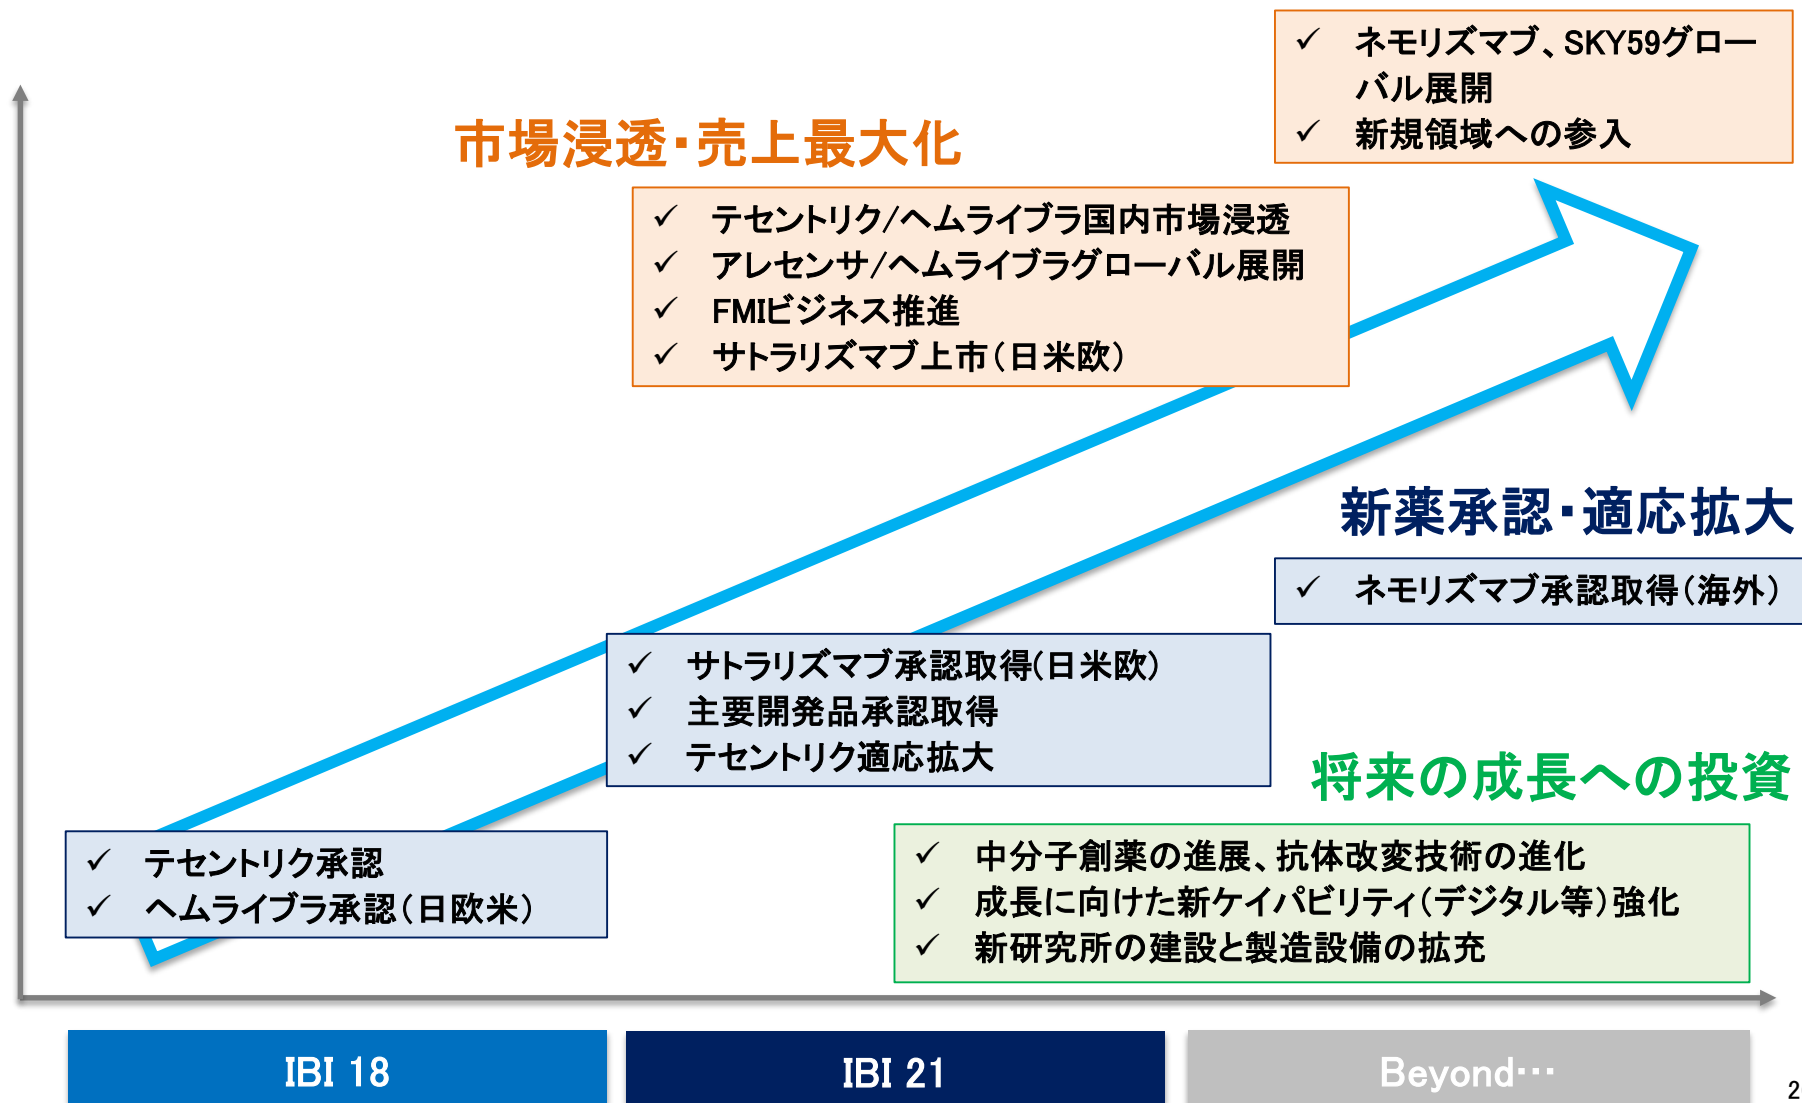 ✓ ネモリズマブ、SKY59グロー
バル展開
✓ 新規領域への参入
市場浸透・売上最大化
✓ テセントリク/ヘムライブラ国内市場浸透
✓ アレセンサ/ヘムライブラグローバル展開
✓ FMIビジネス推進
✓ サトラリズマブ上市（日米欧）
新薬承認・適応拡大
✓ ネモリズマブ承認取得（海外）
✓ サトラリズマブ承認取得(日米欧）
✓ 主要開発品承認取得
✓ テセントリク適応拡大
将来の成長への投資
✓ テセントリク承認
✓ ヘムライブラ承認（日欧米）
✓ 中分子創薬の進展、抗体改変技術の進化
✓ 成長に向けた新ケイパビリティ（デジタル等）強化
✓ 新研究所の建設と製造設備の拡充
IBI 18
IBI 21
Beyond…
2